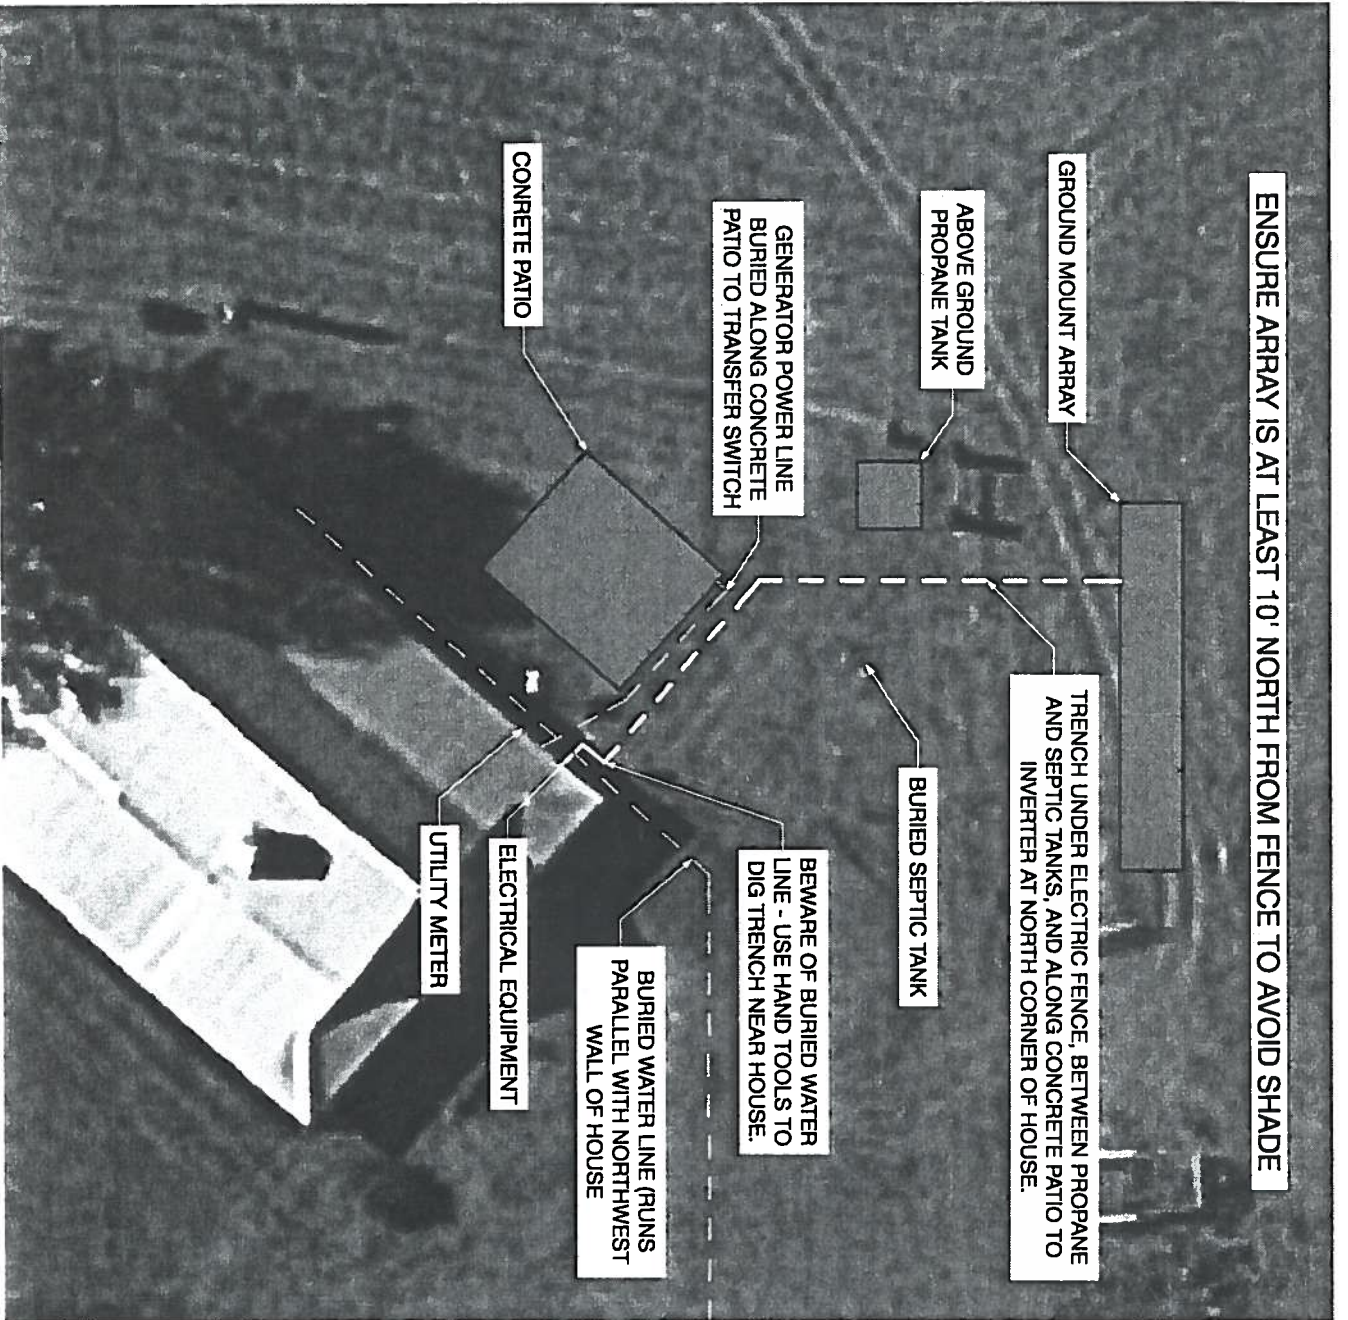 ENSURE ARRAY IS AT LEAST 10' NORTH FROM FENCE TO AVOID SHADE
GROUND MOUNT ARRAY
ABOVE GROUND
PROPANE TANK
TRENCH UNDER ELECTRIC FENCE, BETWEEN PROPANE
AND SEPTIC TANKS, AND ALONG CONCRETE PATIO TO
INVERTER AT NORTH CORNER OF HOUSE.
BURIED SEPTIC TANK
GENERATOR POWER LINE
BURIED ALONG CONCRETE
PATIO TO TRANSFER SWITCH
BEWARE OF BURIED WATER
LINE - USE HAND TOOLS TO
DIG TRENCH NEAR HOUSE.
CONRETE PATIO
BURIED WATER LINE (RUNS
PARALLEL WITH NORTHWEST
WALL OF HOUSE
ELECTRICAL EQUIPMENT
UTILITY METER